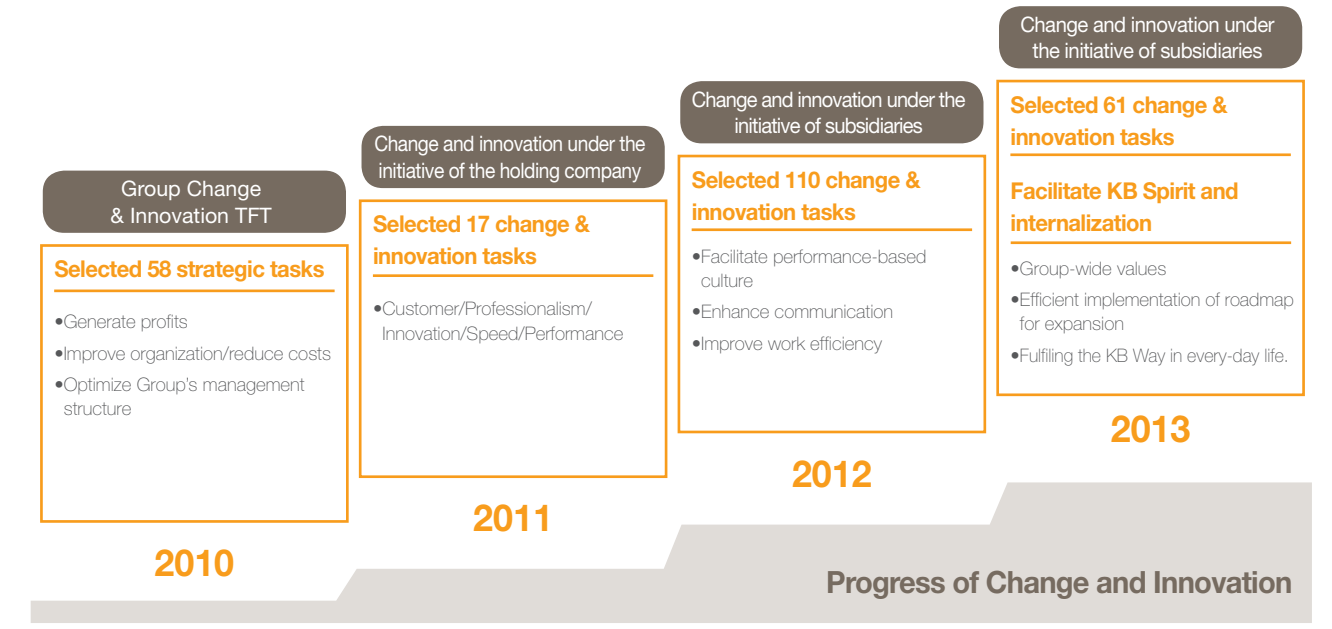 Group Change
& Innovation TFT
Selected 58 strategic tasks
•Generate profits
•Improve organization/reduce costs
•Optimize Group's management
structure
2010
Change and innovation under the
initiative of the holding company
Selected 17 change &
innovation tasks
•Customer/Professionalism/
Innovation/Speed/Performance
2011
Change and innovation under the
initiative of subsidiaries
Selected 110 change &
innovation tasks
•Facilitate performance-based
culture
•Enhance communication
•Improve work efficiency
2012
Change and innovation under
the initiative of subsidiaries
Selected 61 change &
innovation tasks
Facilitate KB Spirit and
internalization
•Group-wide values
•Efficient implementation of roadmap
for expansion
•Fulfiling the KB Way in every-day life.
2013
Progress of Change and Innovation